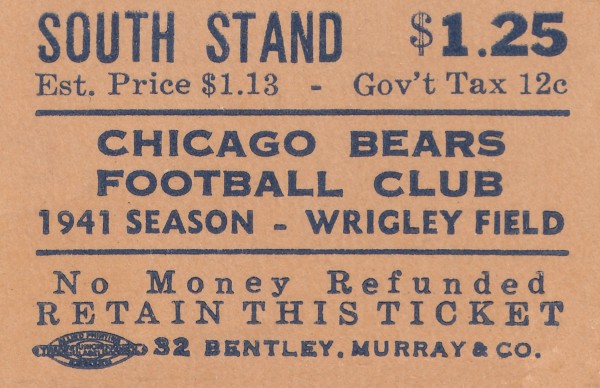 SOUTH STAND $1.25
Est. Price $1.13 - Gov't Tax 12c
CHICAGO BEARS
FOOTBALL CLUB
1941 SEASON - WRIGLEY FIELD
No Money Refunded
RETAIN THIS TICKET
32 BENTLEY, MURRAY & CO.